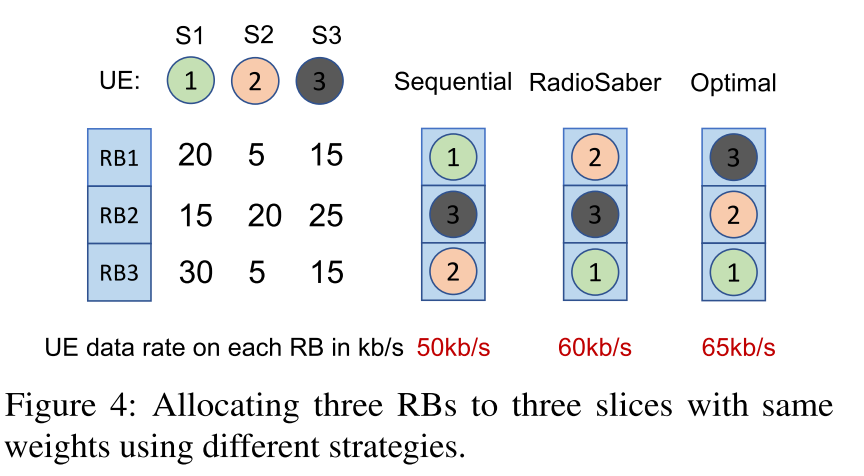 S1 S2 S3
UE: 1 2 3 Sequential RadioSaber Optimal
RB1 20 5 15 1 2 3
RB2 15 20 25 3 3 2
RB3 30 5 15 2 1 1
UE data rate on each RB in kb/s 50kb/s 60kb/s 65kb/s
Figure 4: Allocating three RBs to three slices with same
weights using different strategies.